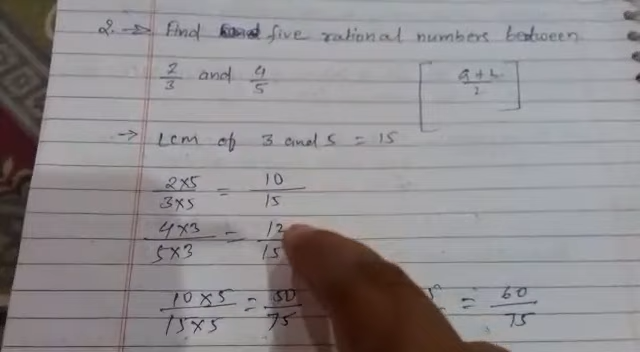 2. → Find five rational numbers between
2/3 and 4/5 [a+b/2]
→ LCM of 3 and 5 = 15
2×5/3×5 = 10/15
4×3/5×3 = 12/15
10×5/15×5 = 50/75 = 60/75